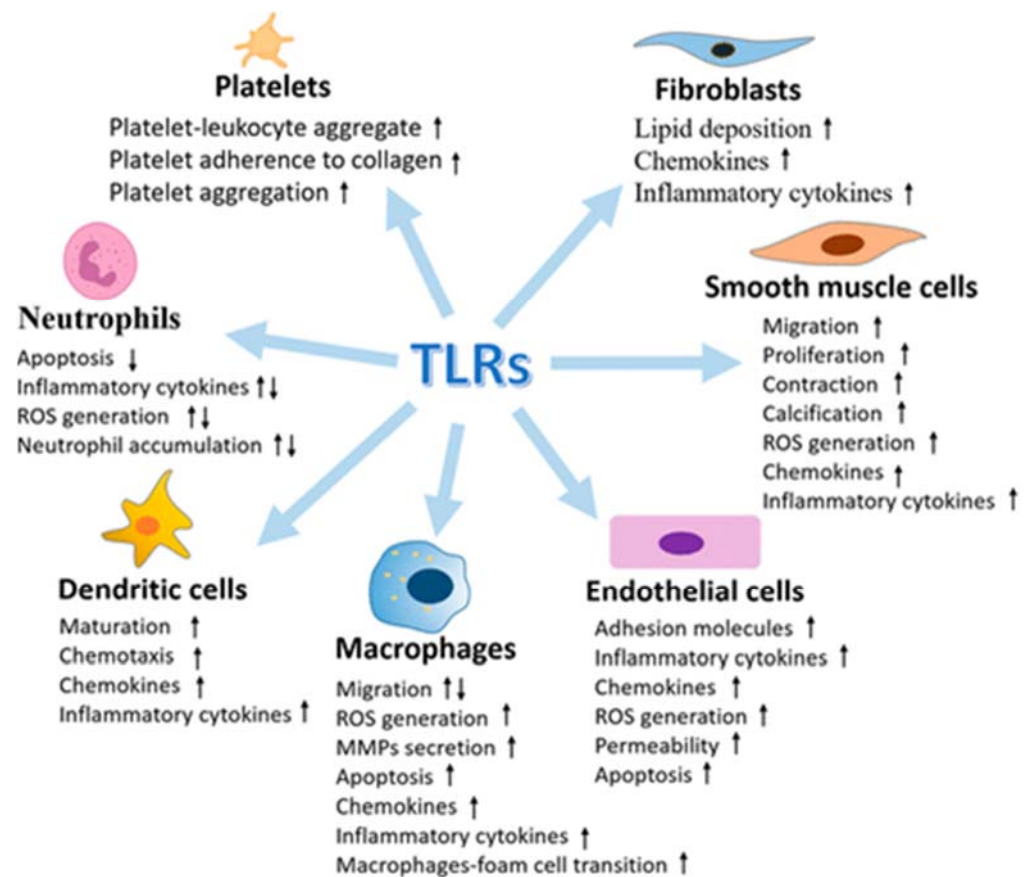 Platelets
Platelet-leukocyte aggregate ↑
Platelet adherence to collagen ↑
Platelet aggregation ↑
Fibroblasts
Lipid deposition ↑
Chemokines ↑
Inflammatory cytokines ↑
Neutrophils
Apoptosis ↓
Inflammatory cytokines ↑↓
ROS generation ↑↓
Neutrophil accumulation ↑↓
TLRs
Smooth muscle cells
Migration ↑
Proliferation ↑
Contraction ↑
Calcification ↑
ROS generation ↑
Chemokines ↑
Inflammatory cytokines ↑
Dendritic cells
Maturation ↑
Chemotaxis ↑
Chemokines ↑
Inflammatory cytokines ↑
Macrophages
Migration ↑↓
ROS generation ↑
MMPs secretion ↑
Apoptosis ↑
Chemokines ↑
Inflammatory cytokines ↑
Macrophages-foam cell transition ↑
Endothelial cells
Adhesion molecules ↑
Inflammatory cytokines ↑
Chemokines ↑
ROS generation ↑
Permeability ↑
Apoptosis ↑